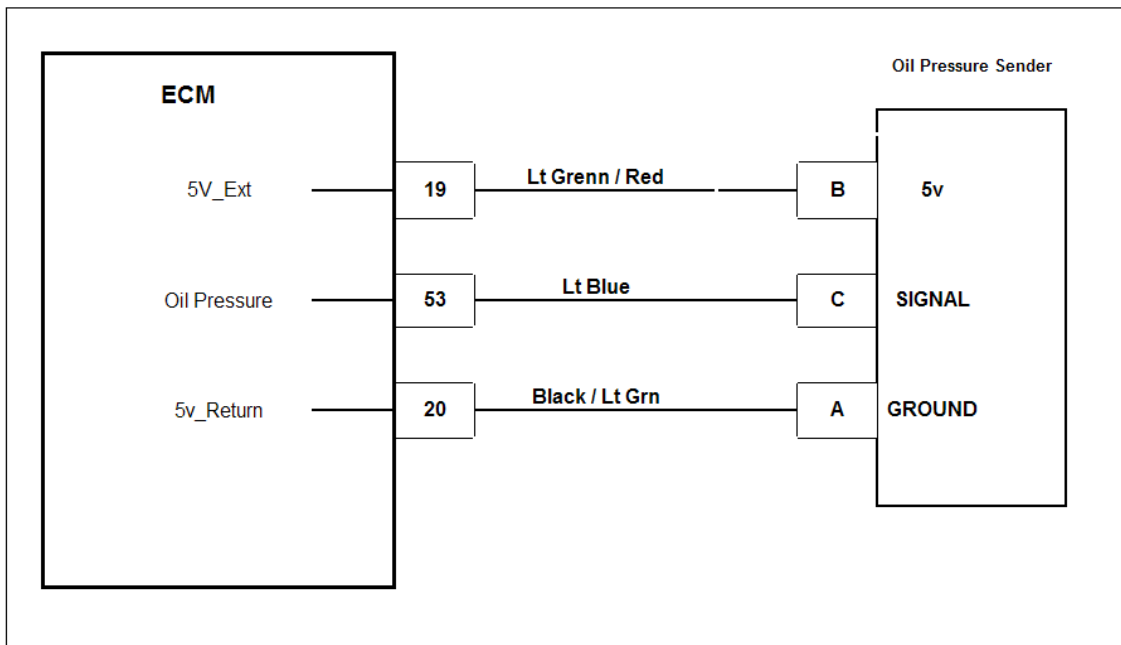 Oil Pressure Sender
ECM
5V_Ext
19
Lt Grenn / Red
B
5v
Oil Pressure
53
Lt Blue
C
SIGNAL
5v_Return
20
Black / Lt Grn
A
GROUND